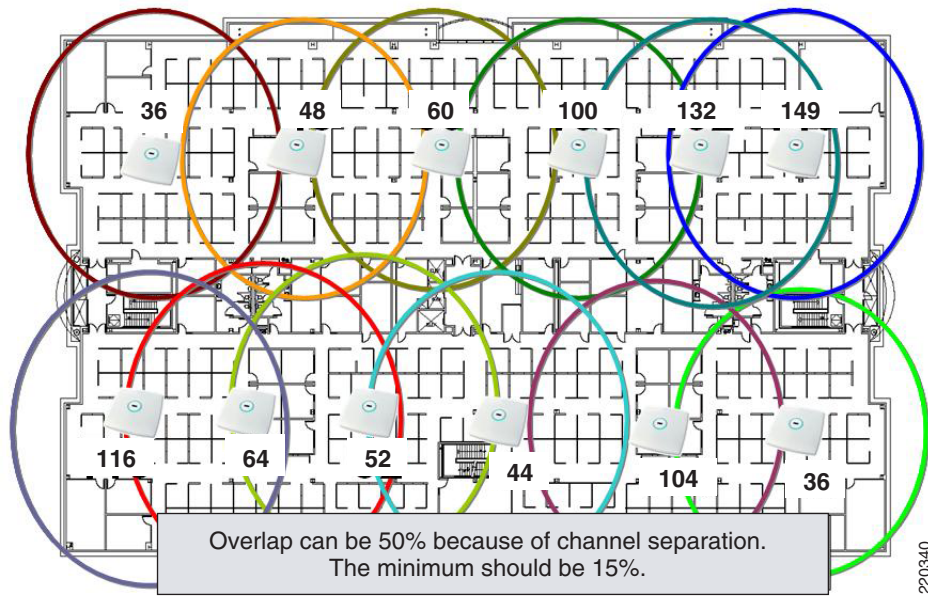 36 48 60 100 132 149
116 64 52 44 104 36
Overlap can be 50% because of channel separation.
The minimum should be 15%.
220340